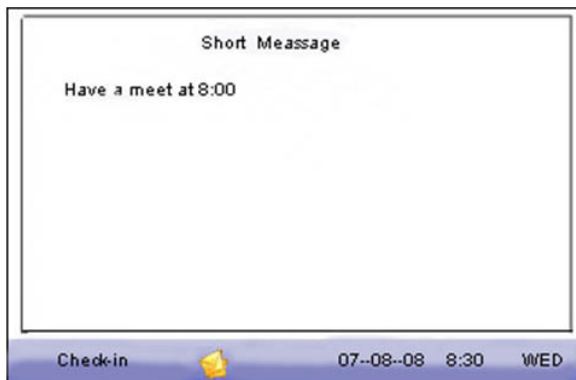 Short Meassage
Have a meet at 8:00
Check-in 07--08--08 8:30 WED